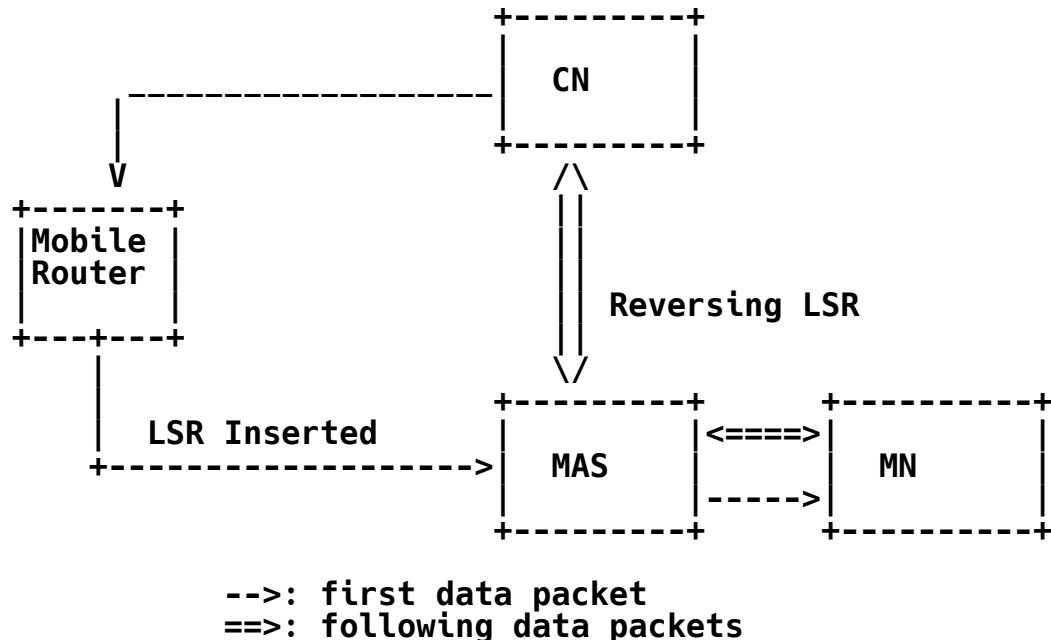 CN
Mobile
Router
Reversing LSR
LSR Inserted
MAS
MN
-->: first data packet
==>: following data packets